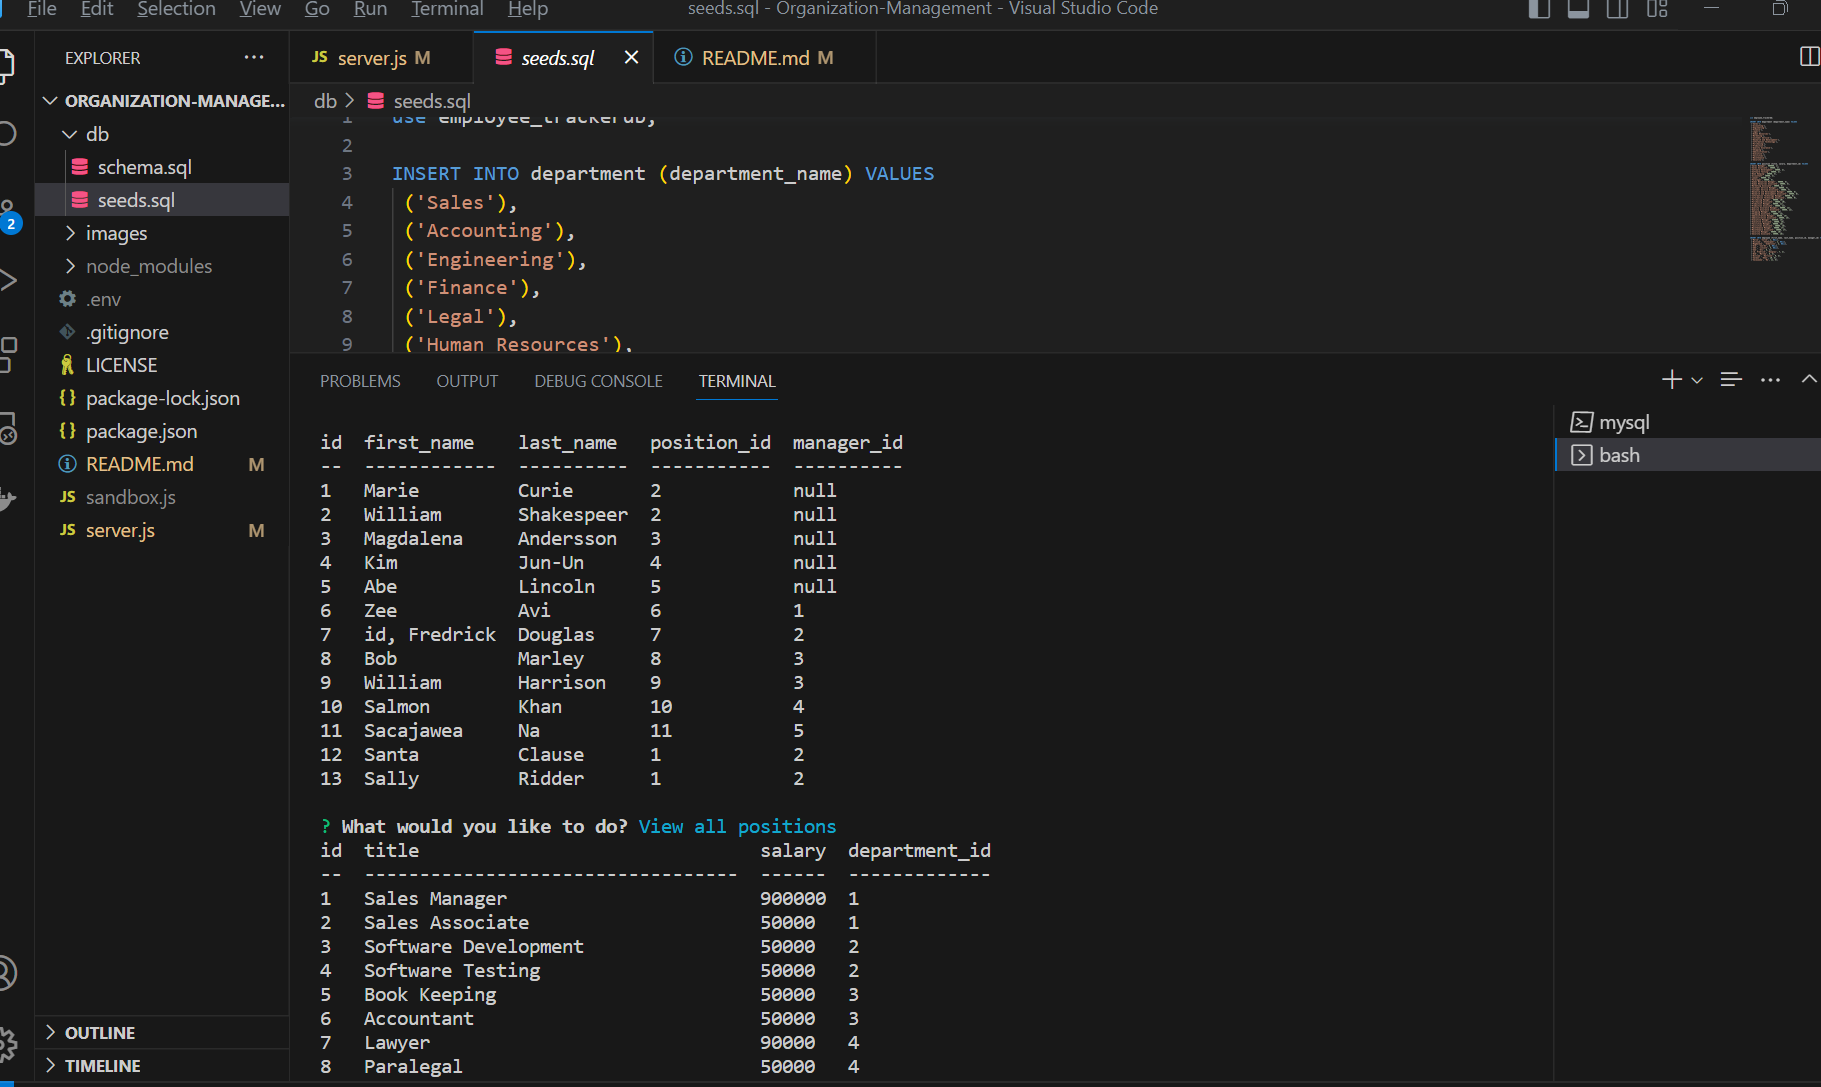 File Edit Selection View Go Run Terminal Help seeds.sql - Organization-Management - Visual Studio Code
EXPLORER
ORGANIZATION-MANAGE...
db
schema.sql
seeds.sql
images
node_modules
.env
.gitignore
LICENSE
package-lock.json
package.json
README.md M
sandbox.js
server.js M
OUTLINE
TIMELINE
2
JS server.js M
seeds.sql
README.md M
db > seeds.sql
1 use employee_trackerdb;
2
3 INSERT INTO department (department_name) VALUES
4 ('Sales'),
5 ('Accounting'),
6 ('Engineering'),
7 ('Finance'),
8 ('Legal'),
9 ('Human Resources'),
PROBLEMS OUTPUT DEBUG CONSOLE TERMINAL
mysql
bash
id first_name last_name position_id manager_id
-- ------------ ---------- ----------- ----------
1 Marie Curie 2 null
2 William Shakespeer 2 null
3 Magdalena Andersson 3 null
4 Kim Jun-Un 4 null
5 Abe Lincoln 5 null
6 Zee Avi 6 1
7 id, Fredrick Douglas 7 2
8 Bob Marley 8 3
9 William Harrison 9 3
10 Salmon Khan 10 4
11 Sacajawea Na 11 5
12 Santa Clause 1 2
13 Sally Ridder 1 2
? What would you like to do? View all positions
id title salary department_id
-- ---------------------------------- ------ -------------
1 Sales Manager 900000 1
2 Sales Associate 50000 1
3 Software Development 50000 2
4 Software Testing 50000 2
5 Book Keeping 50000 3
6 Accountant 50000 3
7 Lawyer 90000 4
8 Paralegal 50000 4